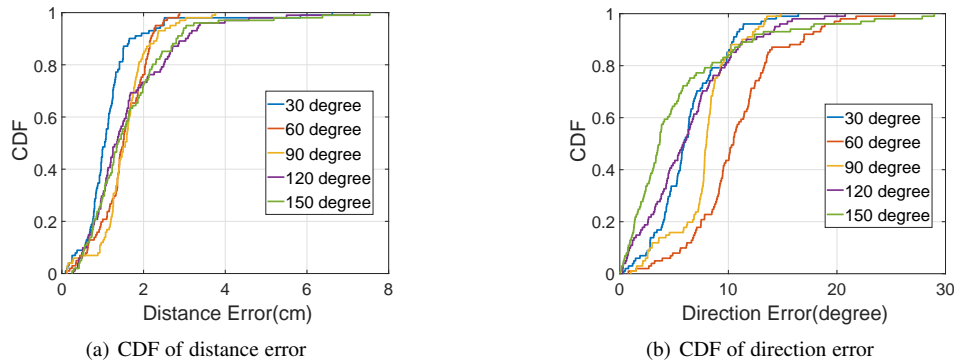 1
0.8
0.6
0.4
0.2
0
CDF
30 degree
60 degree
90 degree
120 degree
150 degree
0 2 4 6 8
Distance Error(cm)
(a) CDF of distance error
1
0.8
0.6
0.4
0.2
0
CDF
30 degree
60 degree
90 degree
120 degree
150 degree
0 10 20 30
Direction Error(degree)
(b) CDF of direction error